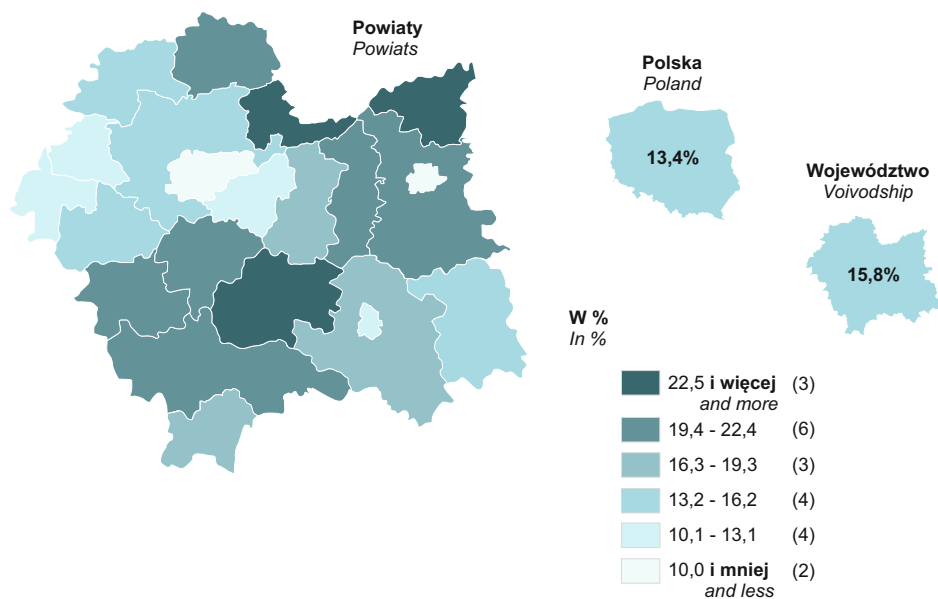 Powiaty
Powiats
Polska
Poland
13,4%
Województwo
Voivodship
15,8%
W %
In %
22,5 i więcej (3)
and more
19,4 - 22,4 (6)
16,3 - 19,3 (3)
13,2 - 16,2 (4)
10,1 - 13,1 (4)
10,0 i mniej (2)
and less